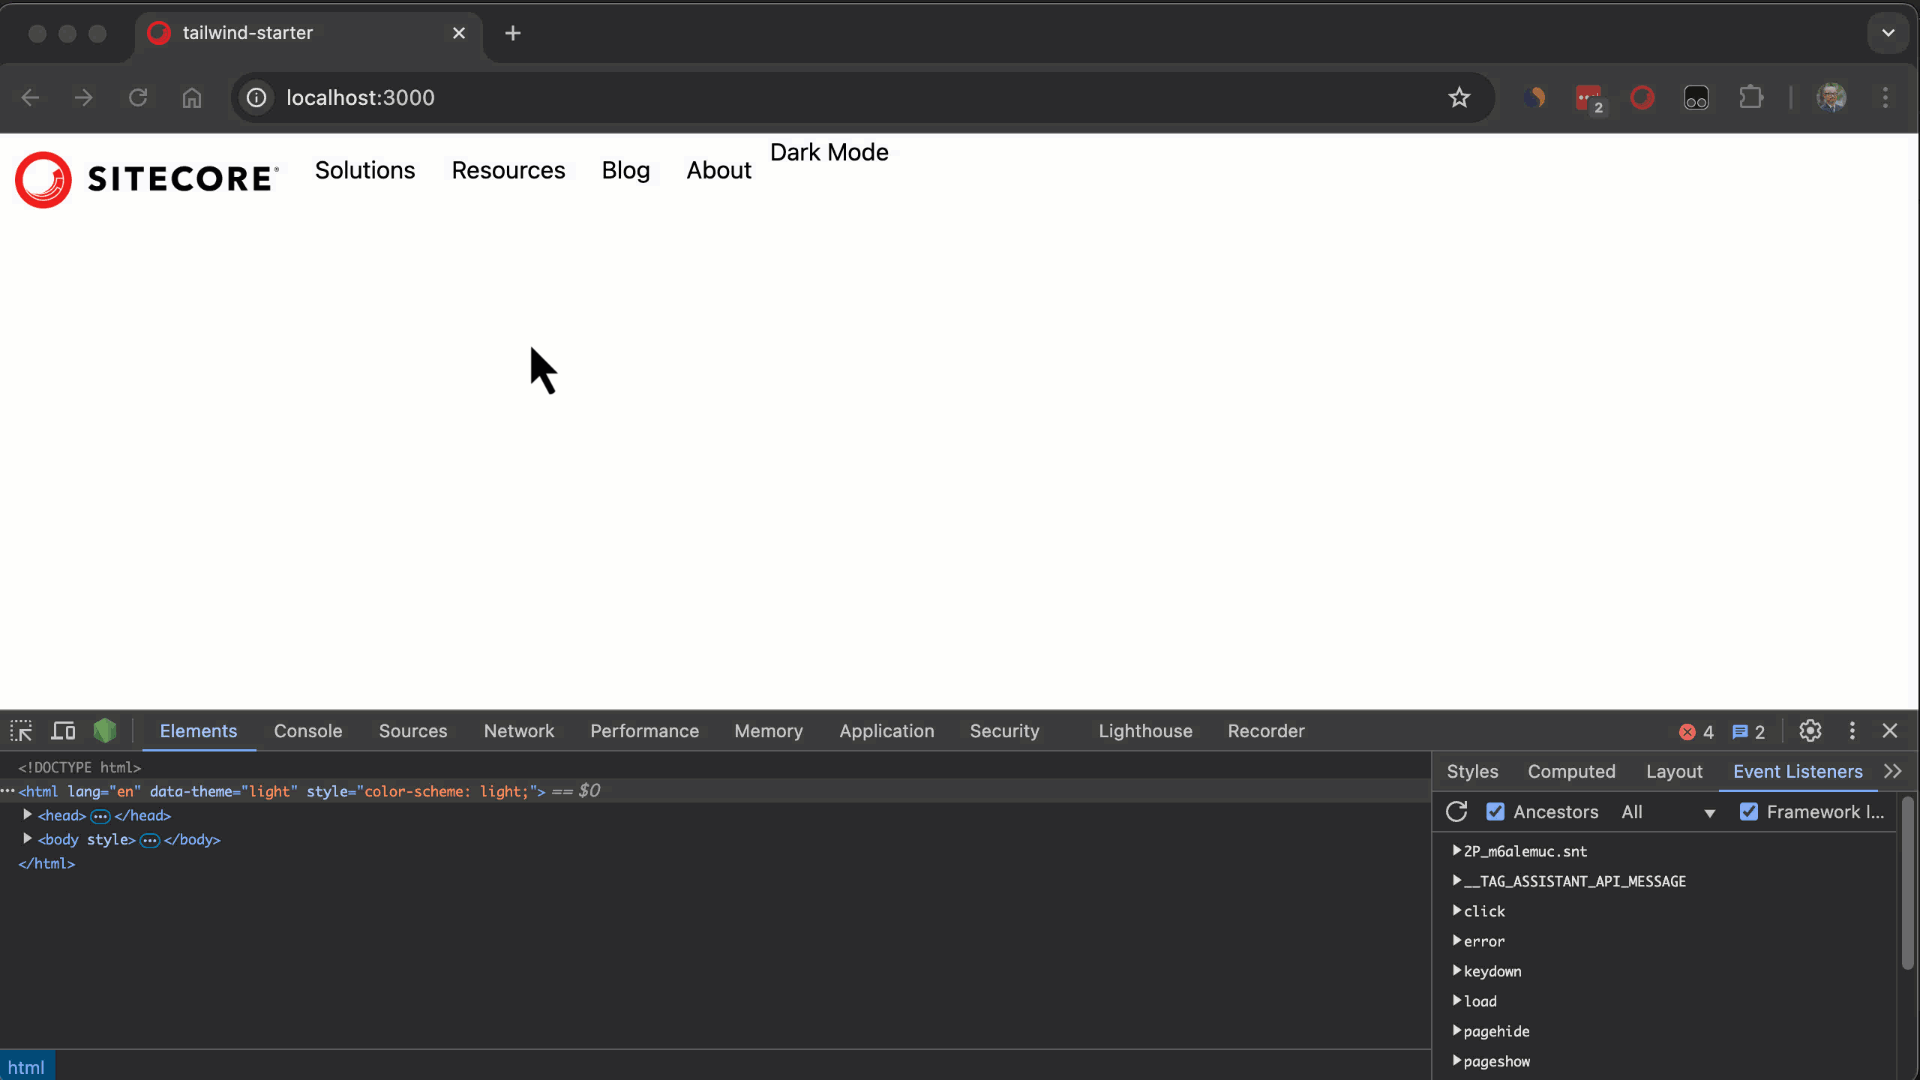 tailwind-starter
localhost:3000
2
SITECORE
Solutions
Resources
Blog
About
Dark Mode
Elements
Console
Sources
Network
Performance
Memory
Application
Security
Lighthouse
Recorder
4
2
<!DOCTYPE html>
<html lang="en" data-theme="light" style="color-scheme: light;"> == $0
<head>…</head>
<body style>…</body>
</html>
html
Styles
Computed
Layout
Event Listeners
Ancestors
All
Framework l...
2P_m6alemuc.snt
__TAG_ASSISTANT_API_MESSAGE
click
error
keydown
load
pagehide
pageshow